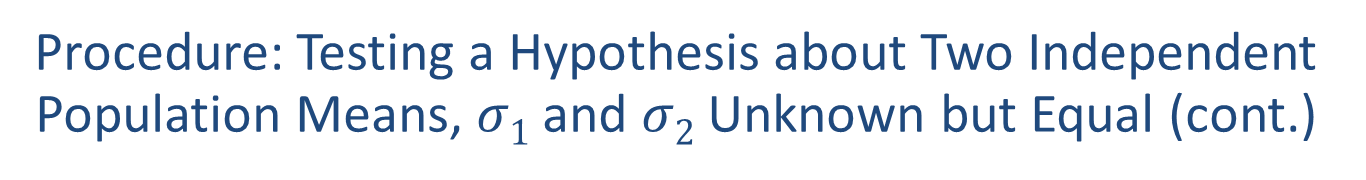 Procedure: Testing a Hypothesis about Two Independent
Population Means, σ₁ and σ₂ Unknown but Equal (cont.)